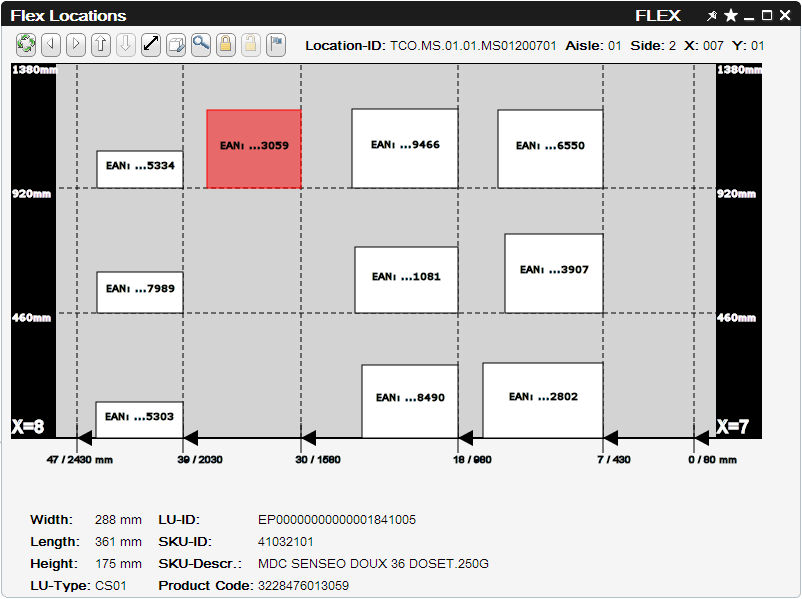 Flex Locations FLEX
Location-ID: TCO.MS.01.01.MS01200701 Aisle: 01 Side: 2 X: 007 Y: 01
1380mm 1380mm
EAN: ...5334 EAN: ...3059 EAN: ...9466 EAN: ...6550
920mm 920mm
EAN: ...7989 EAN: ...1081 EAN: ...3907
460mm 460mm
EAN: ...5303 EAN: ...8490 EAN: ...2802
X=8 X=7
47 / 2430 mm 39 / 2030 30 / 1580 18 / 980 7 / 430 0 / 80 mm
Width: 288 mm LU-ID: EP00000000000001841005
Length: 361 mm SKU-ID: 41032101
Height: 175 mm SKU-Descr.: MDC SENSEO DOUX 36 DOSET.250G
LU-Type: CS01 Product Code: 3228476013059